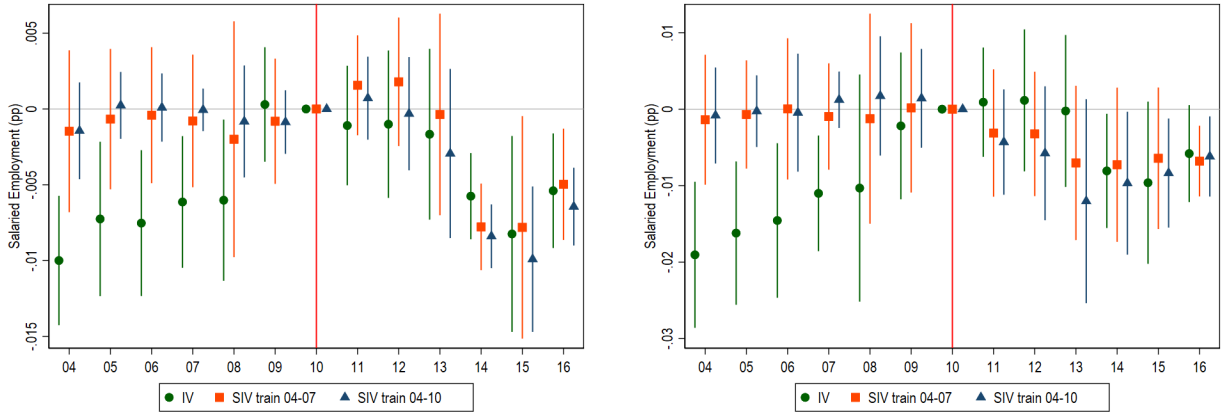 Salaried Employment (pp)
.005
0
-.005
-.01
-.015
04 05 06 07 08 09 10 11 12 13 14 15 16
IV SIV train 04-07 SIV train 04-10
Salaried Employment (pp)
.01
0
-.01
-.02
-.03
04 05 06 07 08 09 10 11 12 13 14 15 16
IV SIV train 04-07 SIV train 04-10